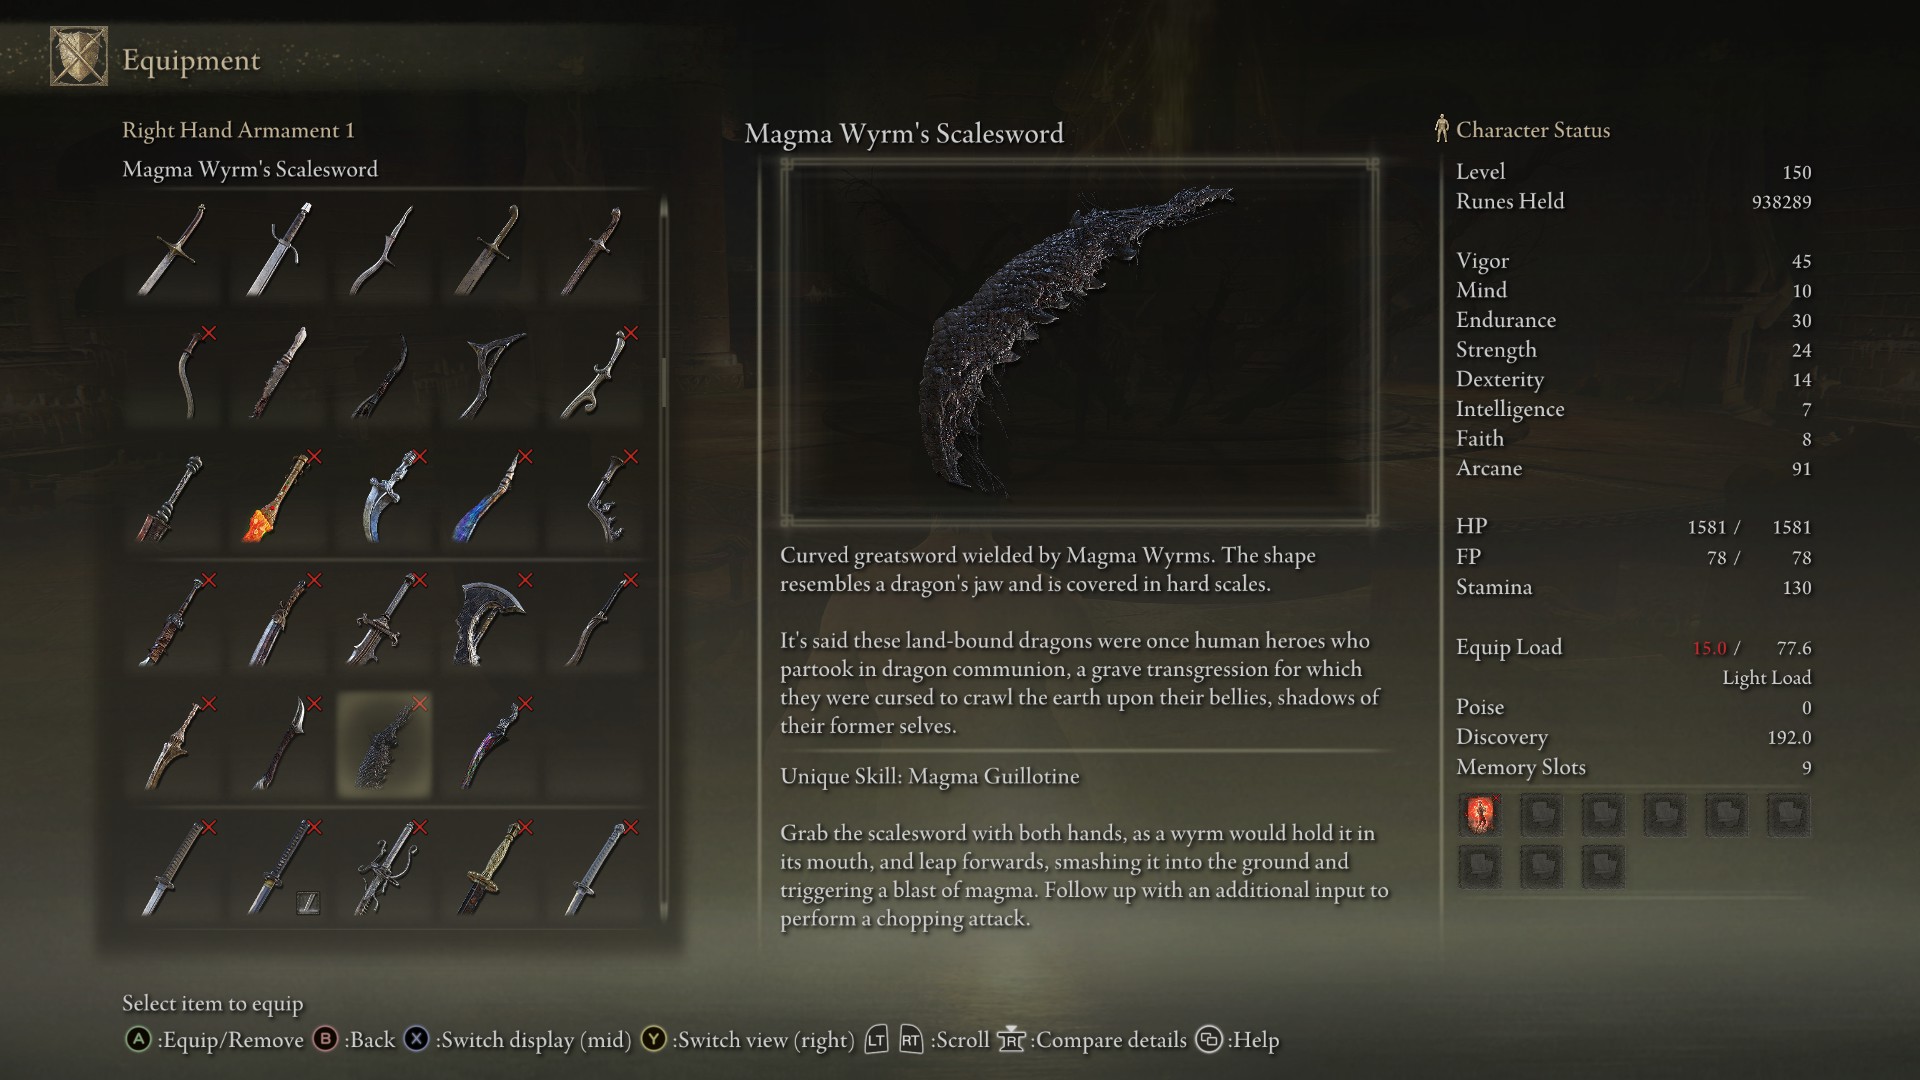 Equipment
Right Hand Armament 1
Magma Wyrm's Scalesword
Magma Wyrm's Scalesword
Curved greatsword wielded by Magma Wyrms. The shape
resembles a dragon's jaw and is covered in hard scales.
It's said these land-bound dragons were once human heroes who
partook in dragon communion, a grave transgression for which
they were cursed to crawl the earth upon their bellies, shadows of
their former selves.
Unique Skill: Magma Guillotine
Grab the scalesword with both hands, as a wyrm would hold it in
its mouth, and leap forwards, smashing it into the ground and
triggering a blast of magma. Follow up with an additional input to
perform a chopping attack.
Character Status
Level 150
Runes Held 938289
Vigor 45
Mind 10
Endurance 30
Strength 24
Dexterity 14
Intelligence 7
Faith 8
Arcane 91
HP 1581 / 1581
FP 78 / 78
Stamina 130
Equip Load 15.0 / 77.6
Light Load
Poise 0
Discovery 192.0
Memory Slots 9
Select item to equip
A :Equip/Remove B :Back X :Switch display (mid) Y :Switch view (right) LT RT :Scroll R :Compare details :Help